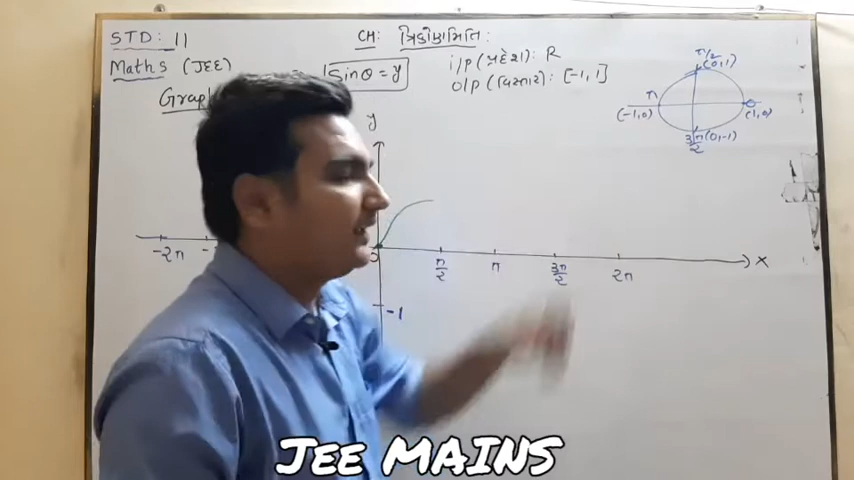 STD: 11
CH: ત્રિકોણમિતિ:
Maths (JEE)
Sinθ = y
i/p (પ્રદેશ): R
o/p (વિસ્તાર): [-1, 1]
Graph
π/2
(0,1)
π
(-1,0)
(1,0)
3π/2
(0,-1)
y
-2π
π/2
π
3π/2
2π
X
-1
JEE MAINS